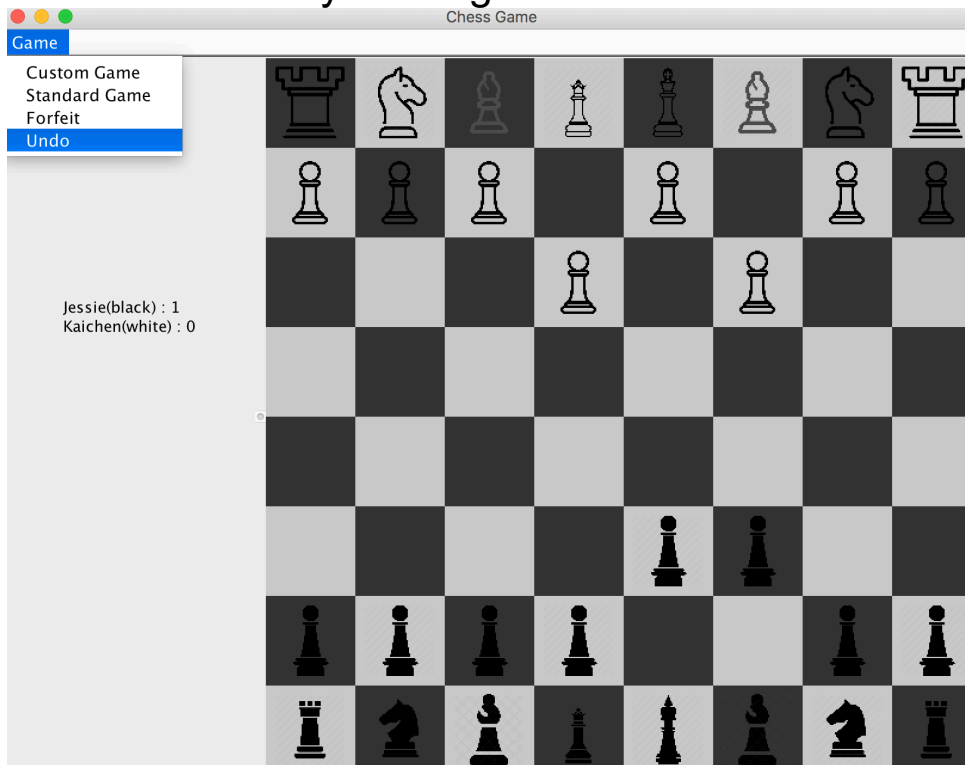 Chess Game
Game
Custom Game
Standard Game
Forfeit
Undo
Jessie(black) : 1
Kaichen(white) : 0